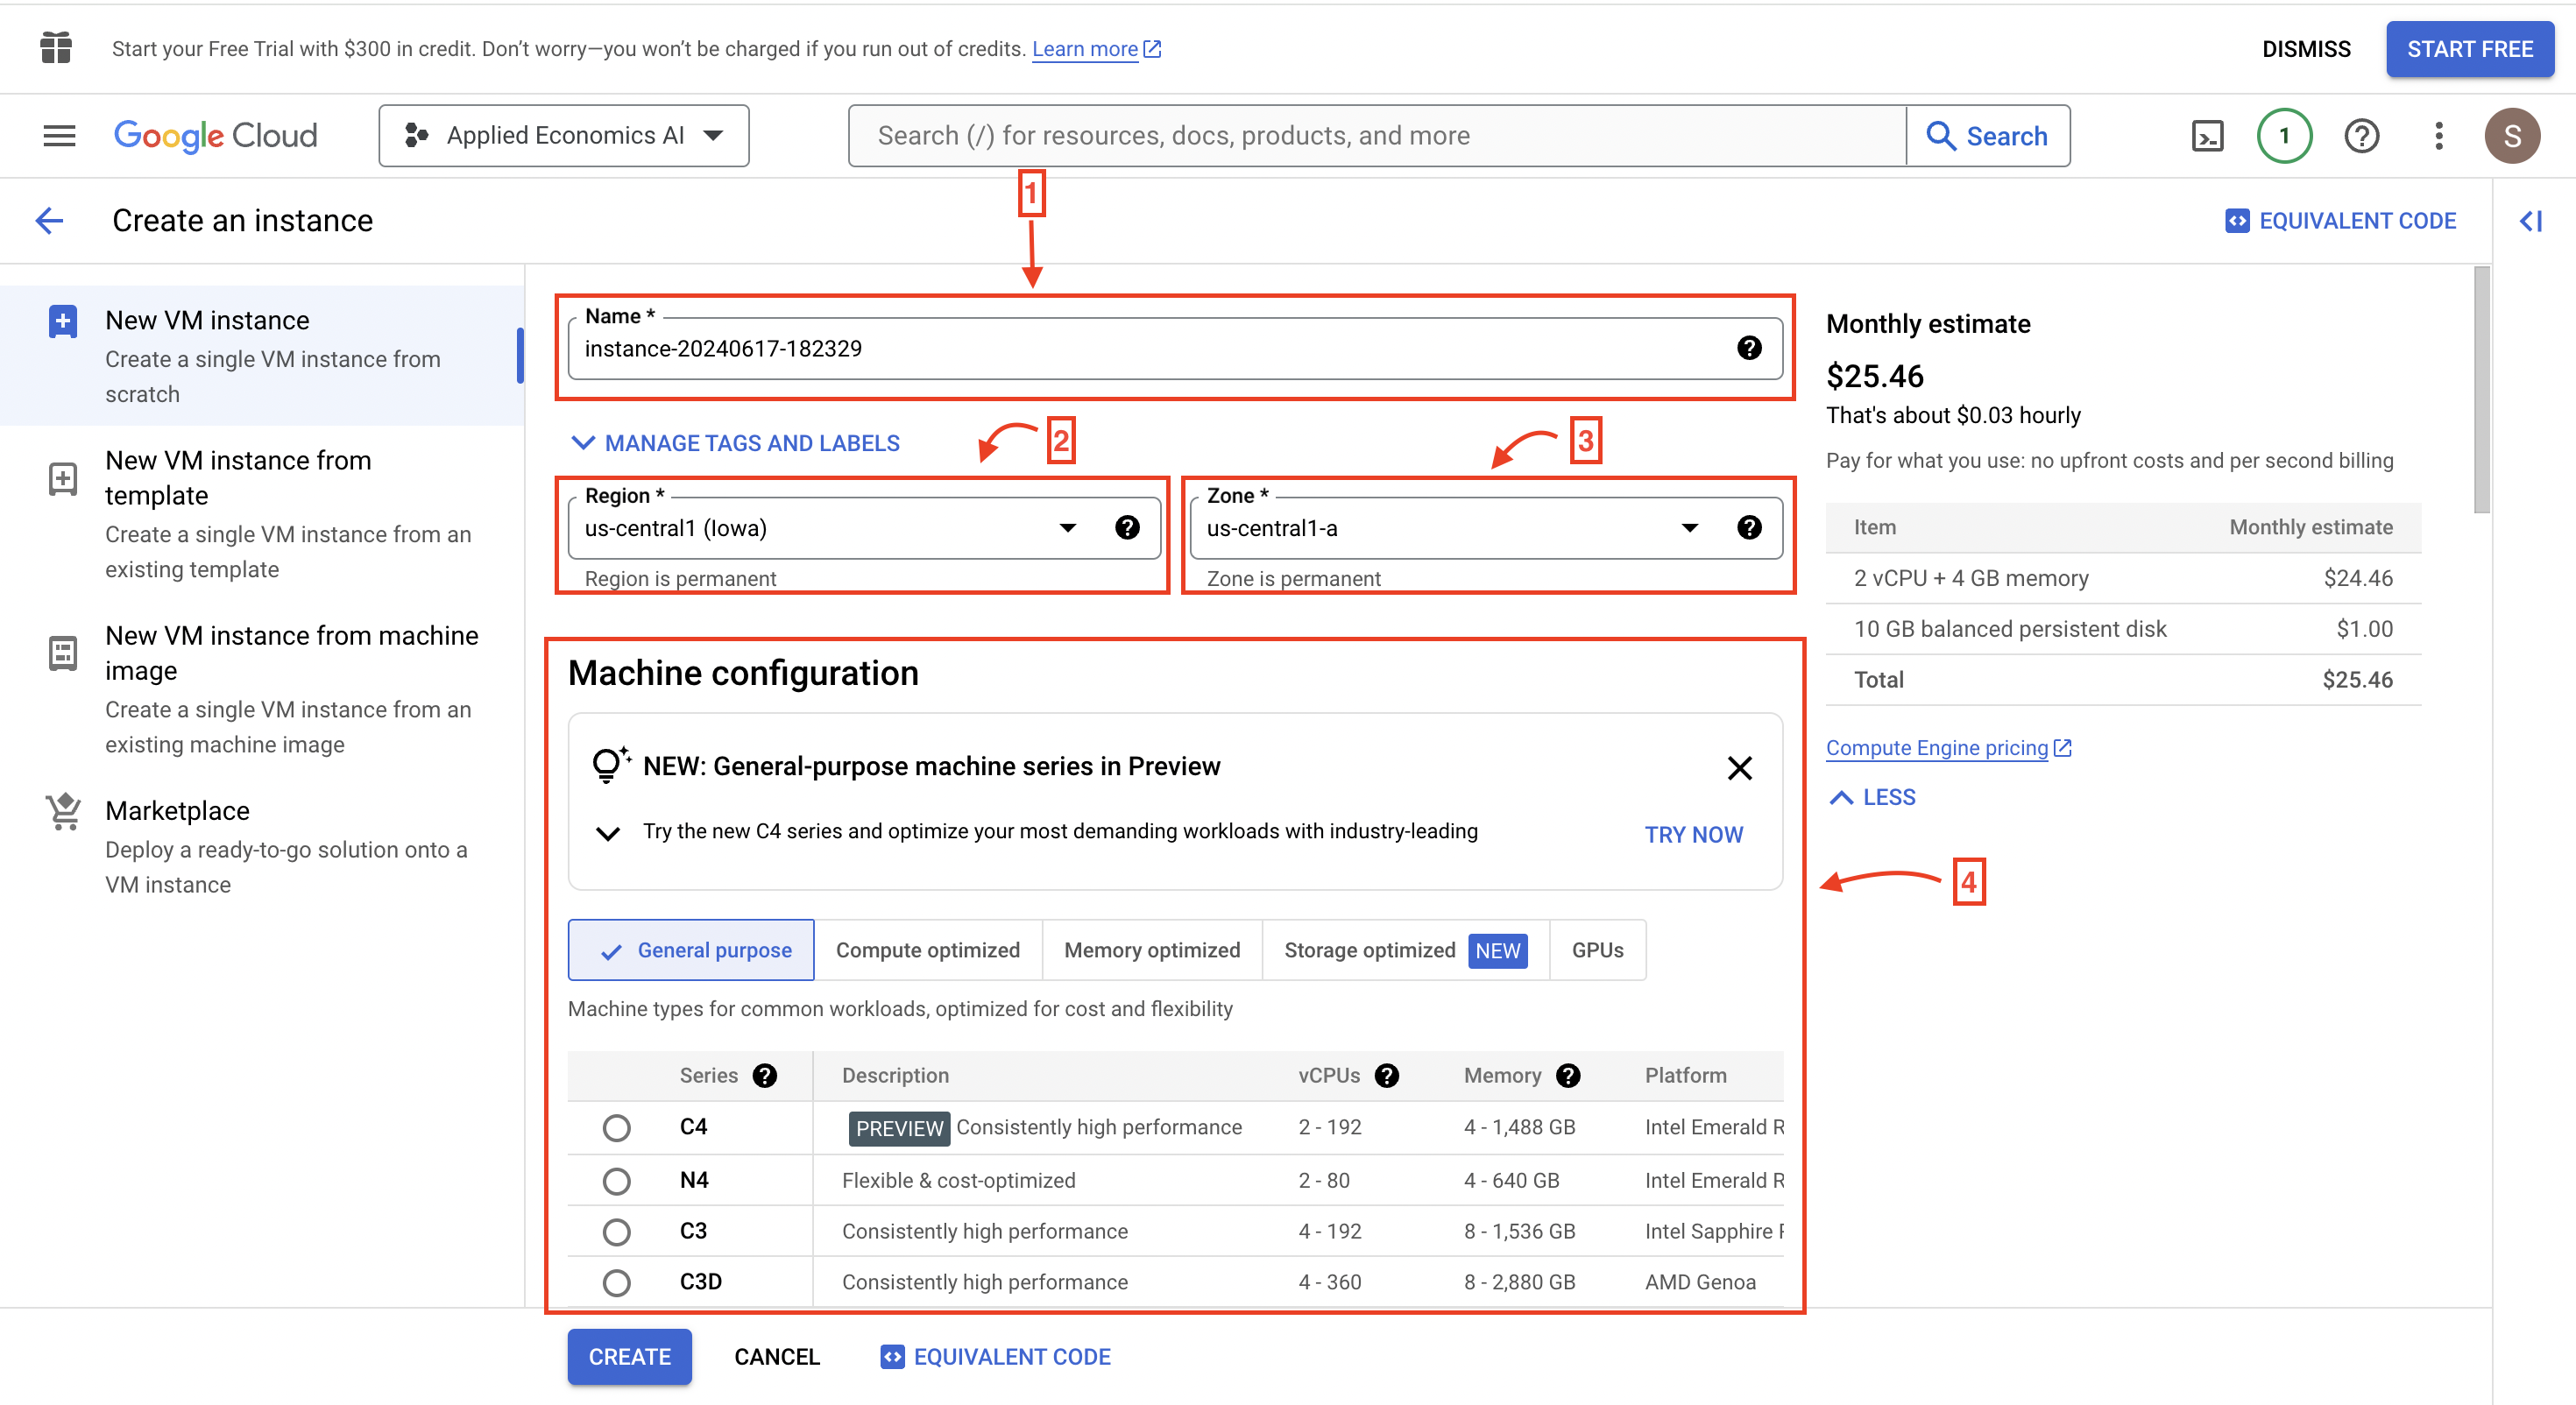 Start your Free Trial with $300 in credit. Don't worry—you won't be charged if you run out of credits. Learn more
DISMISS
START FREE
Google Cloud
Applied Economics AI
Search (/) for resources, docs, products, and more
Search
1
S
1
Create an instance
EQUIVALENT CODE
New VM instance
Create a single VM instance from
scratch
New VM instance from
template
Create a single VM instance from an
existing template
New VM instance from machine
image
Create a single VM instance from an
existing machine image
Marketplace
Deploy a ready-to-go solution onto a
VM instance
Name *
instance-20240617-182329
MANAGE TAGS AND LABELS
2
3
Region *
us-central1 (Iowa)
Region is permanent
Zone *
us-central1-a
Zone is permanent
Machine configuration
NEW: General-purpose machine series in Preview
Try the new C4 series and optimize your most demanding workloads with industry-leading
TRY NOW
4
General purpose
Compute optimized
Memory optimized
Storage optimized NEW
GPUs
Machine types for common workloads, optimized for cost and flexibility
Series Description vCPUs Memory Platform
C4 PREVIEW Consistently high performance 2 - 192 4 - 1,488 GB Intel Emerald R
N4 Flexible & cost-optimized 2 - 80 4 - 640 GB Intel Emerald R
C3 Consistently high performance 4 - 192 8 - 1,536 GB Intel Sapphire
C3D Consistently high performance 4 - 360 8 - 2,880 GB AMD Genoa
CREATE
CANCEL
EQUIVALENT CODE
Monthly estimate
$25.46
That's about $0.03 hourly
Pay for what you use: no upfront costs and per second billing
Item Monthly estimate
2 vCPU + 4 GB memory $24.46
10 GB balanced persistent disk $1.00
Total $25.46
Compute Engine pricing
LESS